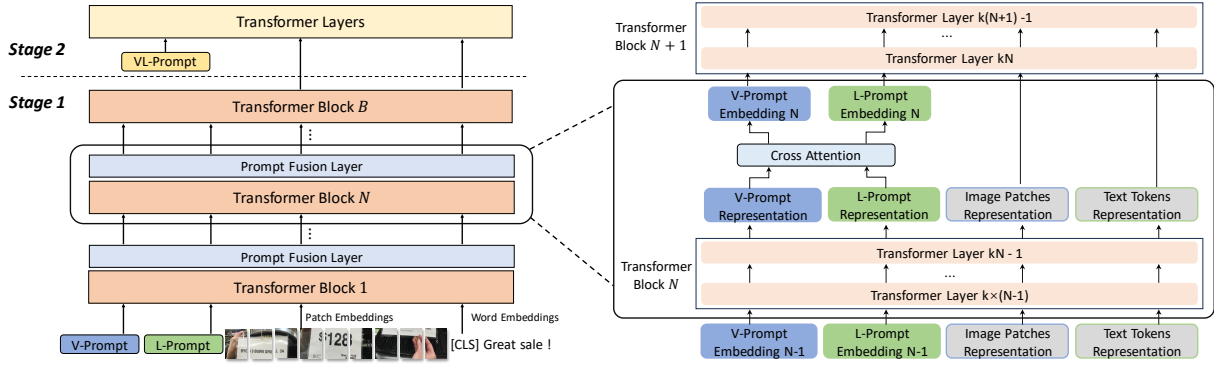 Transformer Layers
Stage 2
VL-Prompt
Stage 1
Transformer Block B
...
Prompt Fusion Layer
Transformer Block N
...
Prompt Fusion Layer
Transformer Block 1
Patch Embeddings
Word Embeddings
V-Prompt
L-Prompt
$128
[CLS] Great sale !
Transformer
Block N + 1
Transformer Layer k(N+1) -1
...
Transformer Layer kN
V-Prompt
Embedding N
L-Prompt
Embedding N
Cross Attention
V-Prompt
Representation
L-Prompt
Representation
Image Patches
Representation
Text Tokens
Representation
Transformer
Block N
Transformer Layer kN - 1
...
Transformer Layer k×(N-1)
V-Prompt
Embedding N-1
L-Prompt
Embedding N-1
Image Patches
Representation
Text Tokens
Representation